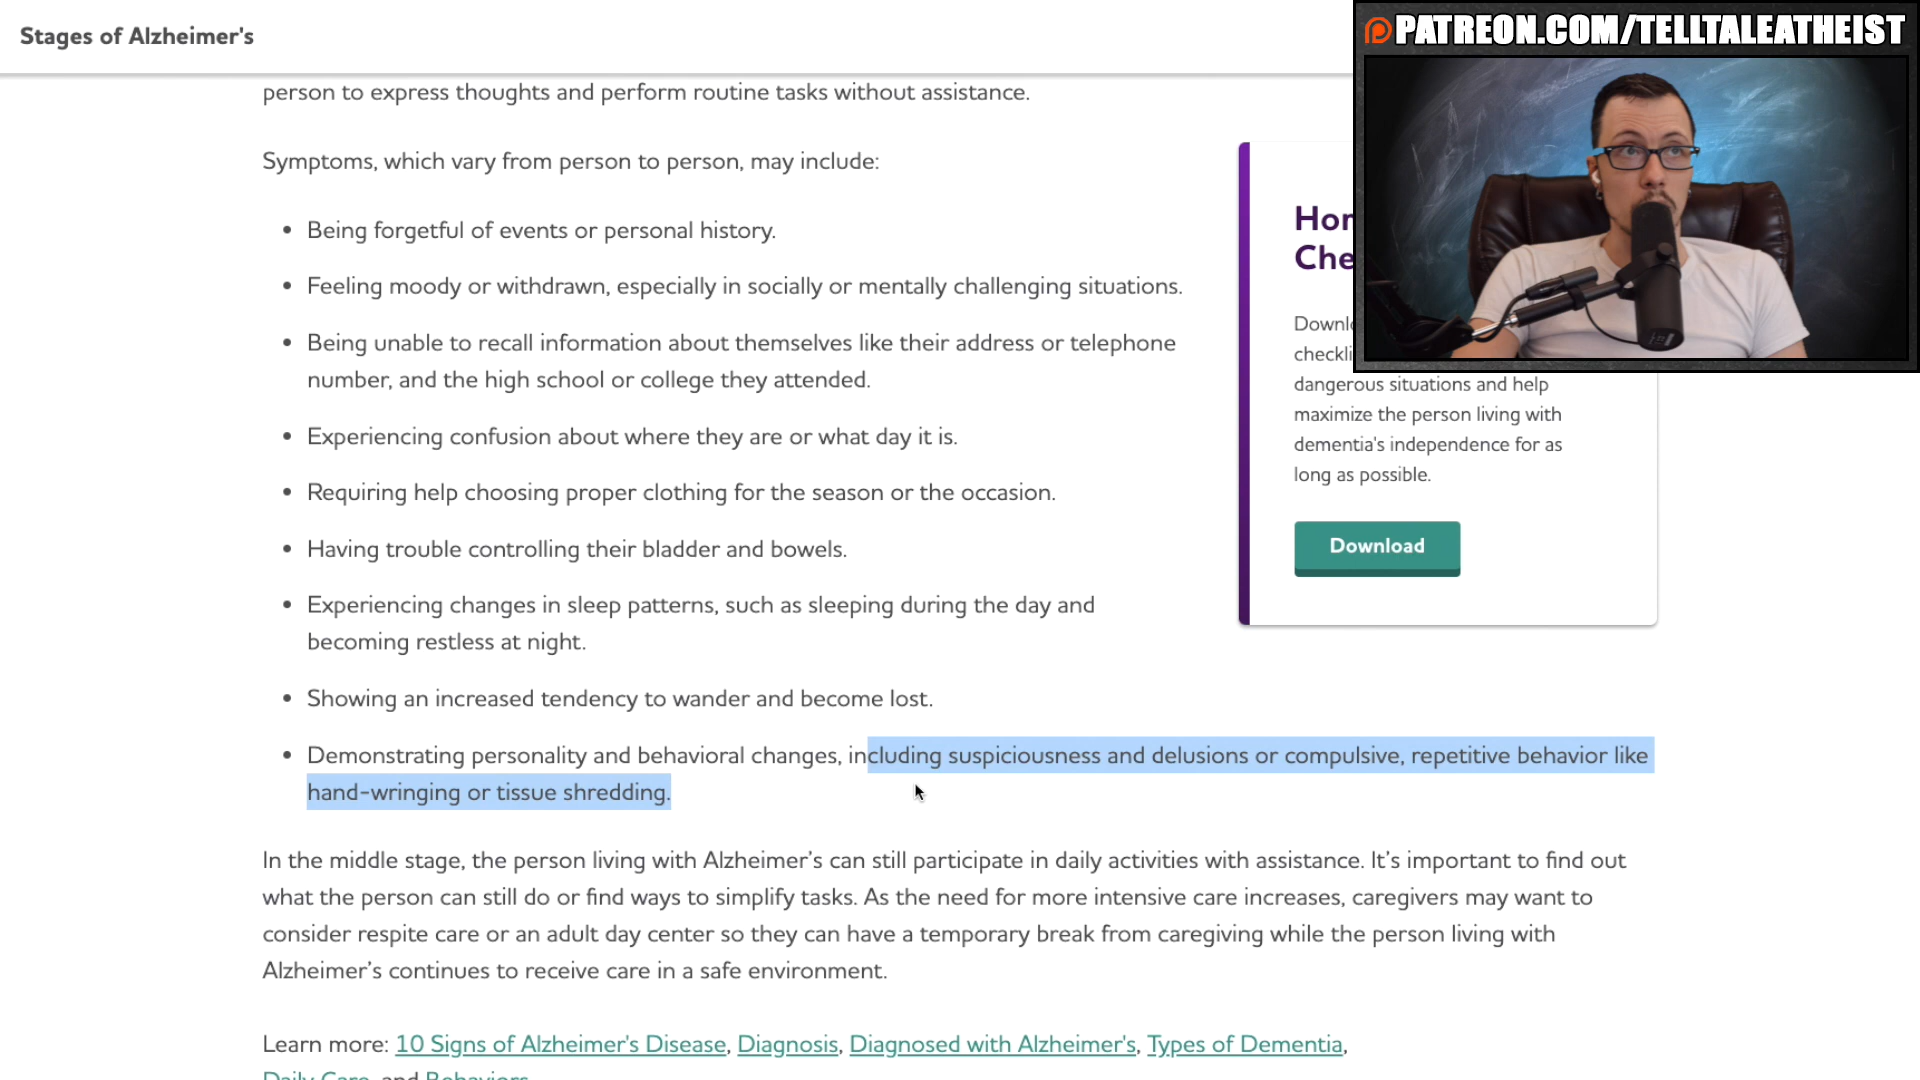 Stages of Alzheimer's
PATREON.COM/TELLTALEATHEIST
person to express thoughts and perform routine tasks without assistance.
Symptoms, which vary from person to person, may include:
• Being forgetful of events or personal history.
• Feeling moody or withdrawn, especially in socially or mentally challenging situations.
• Being unable to recall information about themselves like their address or telephone
number, and the high school or college they attended.
• Experiencing confusion about where they are or what day it is.
• Requiring help choosing proper clothing for the season or the occasion.
• Having trouble controlling their bladder and bowels.
• Experiencing changes in sleep patterns, such as sleeping during the day and
becoming restless at night.
• Showing an increased tendency to wander and become lost.
• Demonstrating personality and behavioral changes, including suspiciousness and delusions or compulsive, repetitive behavior like
hand-wringing or tissue shredding.
dangerous situations and help
maximize the person living with
dementia's independence for as
long as possible.
Download
In the middle stage, the person living with Alzheimer’s can still participate in daily activities with assistance. It’s important to find out
what the person can still do or find ways to simplify tasks. As the need for more intensive care increases, caregivers may want to
consider respite care or an adult day center so they can have a temporary break from caregiving while the person living with
Alzheimer’s continues to receive care in a safe environment.
Learn more: 10 Signs of Alzheimer's Disease, Diagnosis, Diagnosed with Alzheimer's, Types of Dementia,
Daily Care, and Behaviors